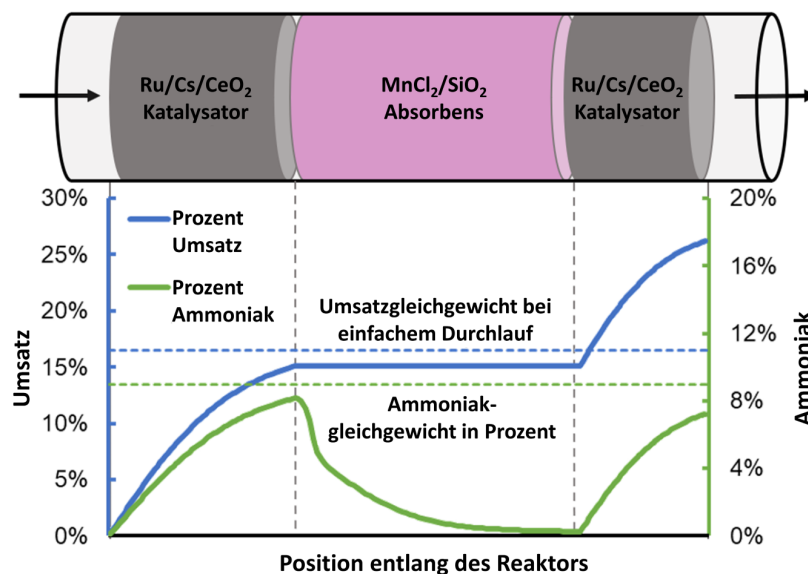 Ru/Cs/CeO₂
Katalysator
MnCl₂/SiO₂
Absorbens
Ru/Cs/CeO₂
Katalysator
30%
25%
20%
15%
10%
5%
0%
Umsatz
Prozent
Umsatz
Prozent
Ammoniak
Umsatzgleichgewicht bei
einfachem Durchlauf
Ammoniak-
gleichgewicht in Prozent
20%
16%
12%
8%
4%
0%
Ammoniak
Position entlang des Reaktors